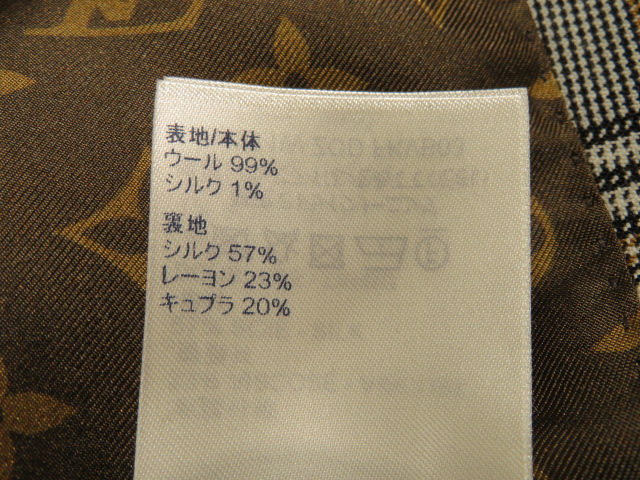 表地/本体
ウール 99%
シルク 1%
裏地
シルク 57%
レーヨン 23%
キュプラ 20%